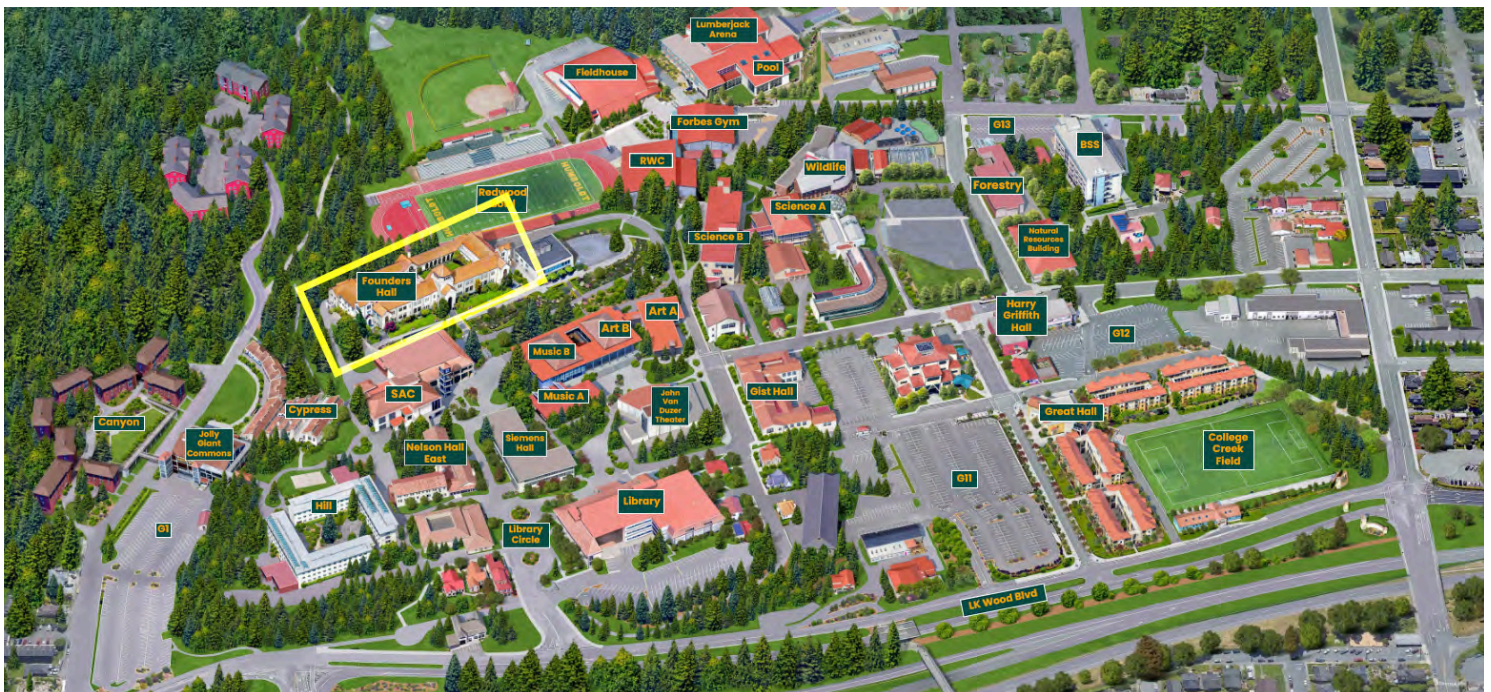 Lumberjack
Arena
Pool
Fieldhouse
Forbes Gym
G13
BSS
RWC
Wildlife
Forestry
Redwood
HUMBOLDT
LUMBERJACKS
Science A
Science B
Natural
Resources
Building
Founders
Hall
Art A
Art B
Harry
Griffith
Hall
G12
Music B
SAC
Music A
John
Van
Duzer
Theater
Gist Hall
Great Hall
Cypress
Canyon
Jolly
Giant
Commons
Nelson Hall
East
Siemens
Hall
College
Creek
Field
G11
Hill
Library
G1
Library
Circle
LK Wood Blvd